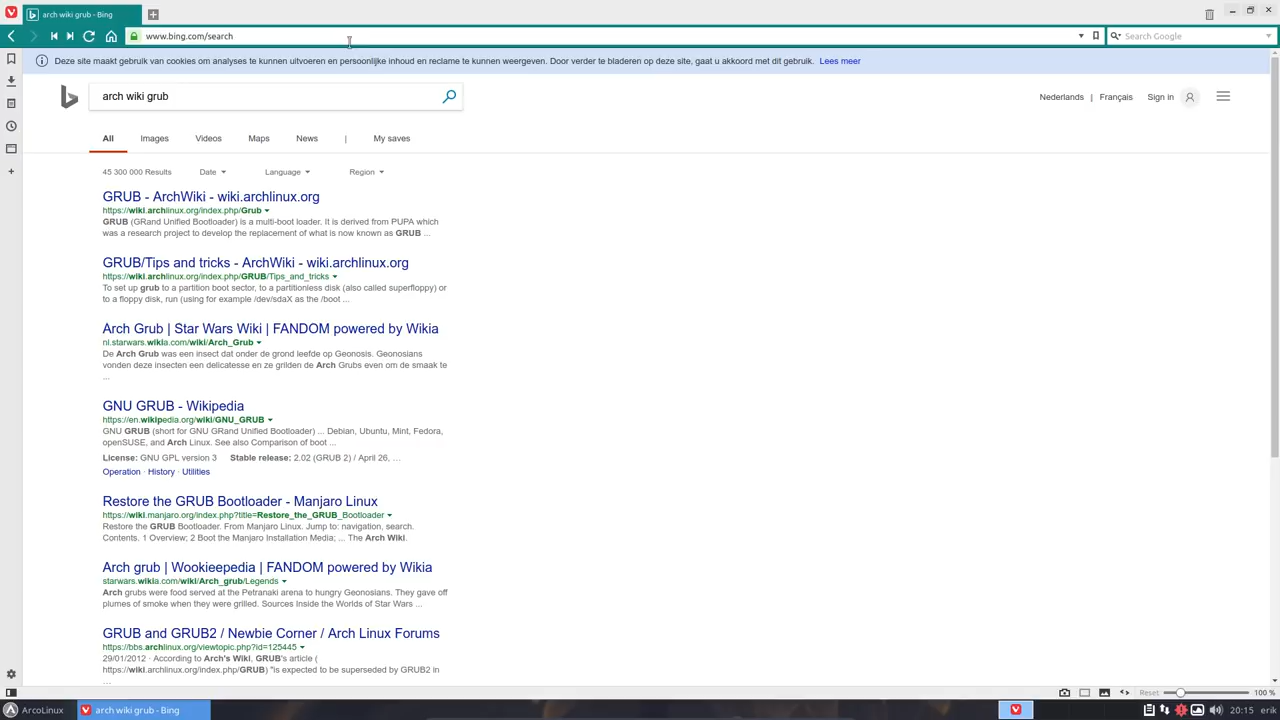 arch wiki grub - Bing
www.bing.com/search
Search Google
Deze site maakt gebruik van cookies om analyses te kunnen uitvoeren en persoonlijke inhoud en reclame te kunnen weergeven. Door verder te bladeren op deze site, gaat u akkoord met dit gebruik. Lees meer
arch wiki grub
Nederlands | Français Sign in
All Images Videos Maps News | My saves
45 300 000 Results Date Language Region
GRUB - ArchWiki - wiki.archlinux.org
https://wiki.archlinux.org/index.php/Grub
GRUB (GRand Unified Bootloader) is a multi-boot loader. It is derived from PUPA which
was a research project to develop the replacement of what is now known as GRUB ...
GRUB/Tips and tricks - ArchWiki - wiki.archlinux.org
https://wiki.archlinux.org/index.php/GRUB/Tips_and_tricks
To set up grub to a partition boot sector, to a partitionless disk (also called superfloppy) or
to a floppy disk, run (using for example /dev/sdaX as the /boot ...
Arch Grub | Star Wars Wiki | FANDOM powered by Wikia
nl.starwars.wikia.com/wiki/Arch_Grub
De Arch Grub was een insect dat onder de grond leefde op Geonosis. Geonosians
vonden deze insecten een delicatesse en ze grilden de Arch Grubs even om de smaak te
...
GNU GRUB - Wikipedia
https://en.wikipedia.org/wiki/GNU_GRUB
GNU GRUB (short for GNU GRand Unified Bootloader) ... Debian, Ubuntu, Mint, Fedora,
openSUSE, and Arch Linux. See also Comparison of boot ...
License: GNU GPL version 3 Stable release: 2.02 (GRUB 2) / April 26, ...
Operation · History · Utilities
Restore the GRUB Bootloader - Manjaro Linux
https://wiki.manjaro.org/index.php?title=Restore_the_GRUB_Bootloader
Restore the GRUB Bootloader. From Manjaro Linux. Jump to: navigation, search.
Contents. 1 Overview; 2 Boot the Manjaro Installation Media; ... The Arch Wiki.
Arch grub | Wookieepedia | FANDOM powered by Wikia
starwars.wikia.com/wiki/Arch_grub/Legends
Arch grubs were food served at the Petranaki arena to hungry Geonosians. They gave off
plumes of smoke when they were grilled. Sources Inside the Worlds of Star Wars ...
GRUB and GRUB2 / Newbie Corner / Arch Linux Forums
https://bbs.archlinux.org/viewtopic.php?id=125445
29/01/2012 · According to Arch's Wiki, GRUB's article (
https://wiki.archlinux.org/index.php/GRUB) "is expected to be superseded by GRUB2 in
...
Reset 100 %
ArcoLinux arch wiki grub - Bing 20:15 erik